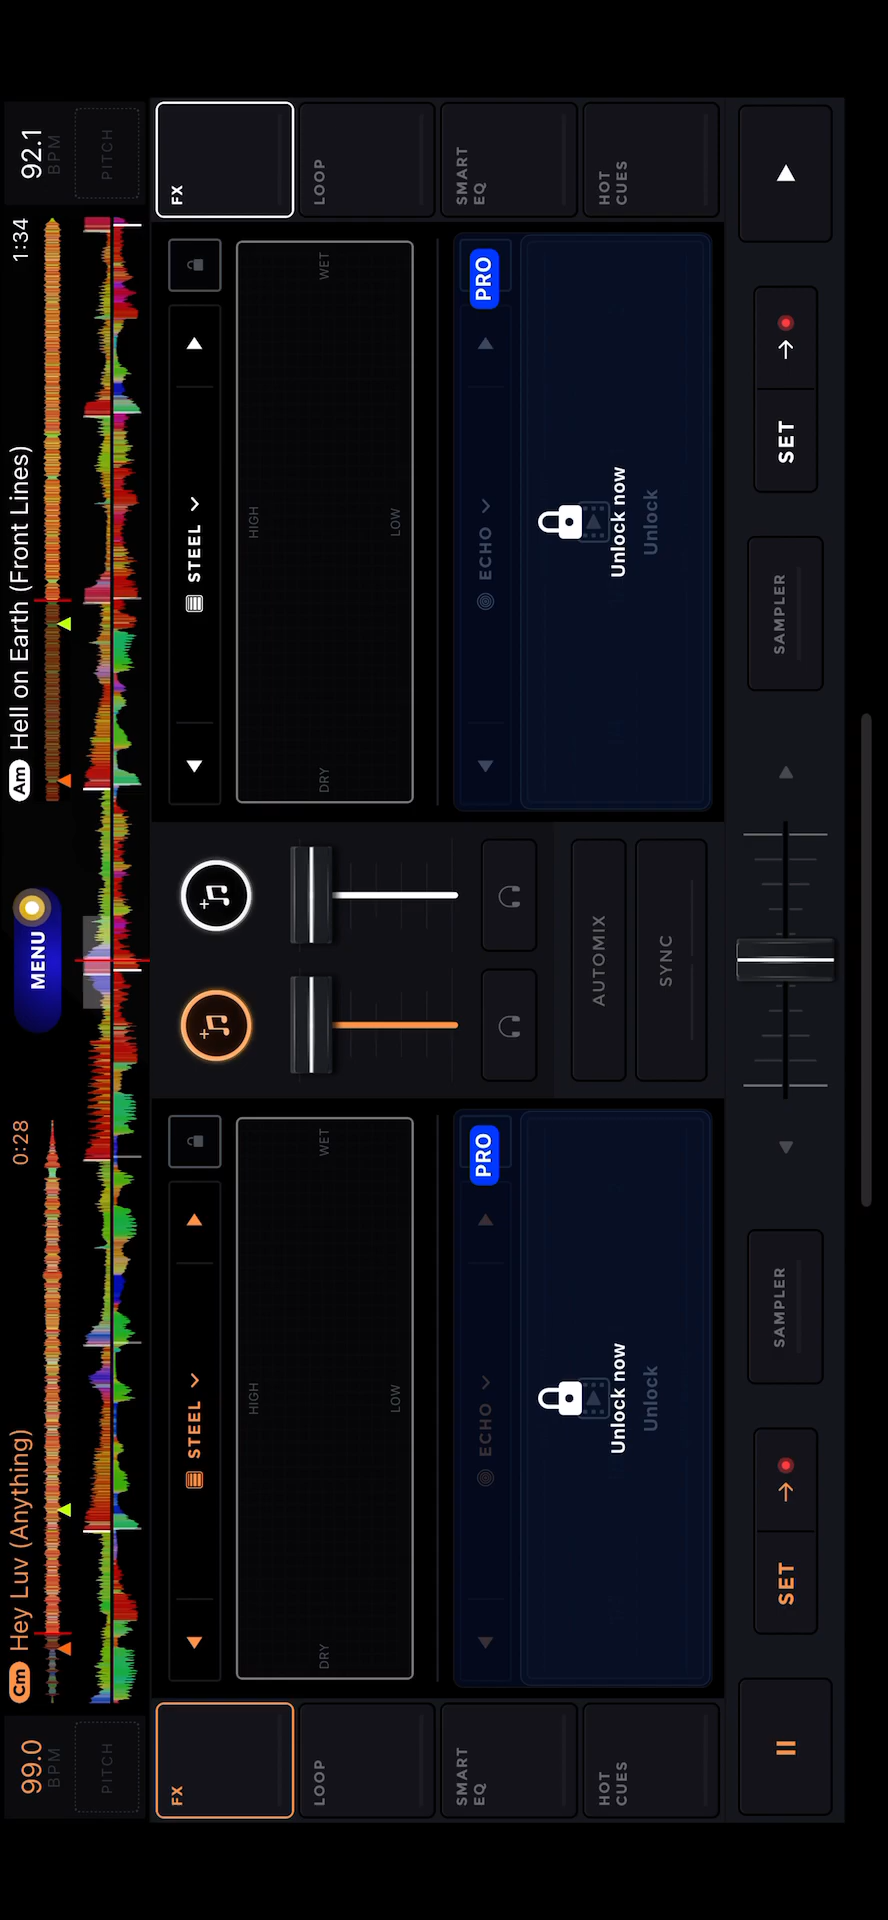 99.0
BPM
PITCH
Cm Hey Luv (Anything)
0:28
MENU
Am Hell on Earth (Front Lines)
1:34
92.1
BPM
PITCH
FX
LOOP
SMART
EQ
HOT
CUES
STEEL
DRY
HIGH
LOW
WET
PRO
ECHO
Unlock now
Unlock
AUTOMIX
SYNC
STEEL
DRY
HIGH
LOW
WET
PRO
ECHO
Unlock now
Unlock
FX
LOOP
SMART
EQ
HOT
CUES
SET
SAMPLER
SAMPLER
SET